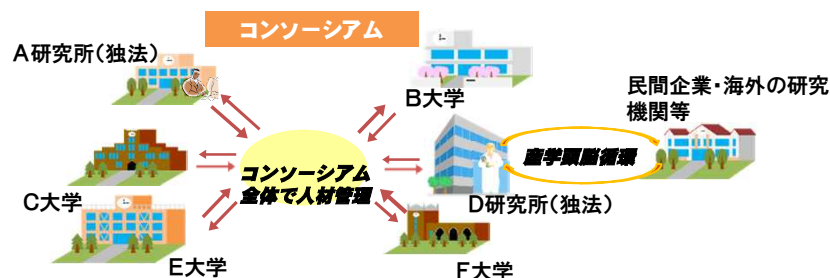 コンソーシアム
A研究所(独法)
B大学
民間企業・海外の研究
機関等
産学頭脳循環
コンソーシアム
全体で人材管理
C大学
D研究所(独法)
E大学
F大学